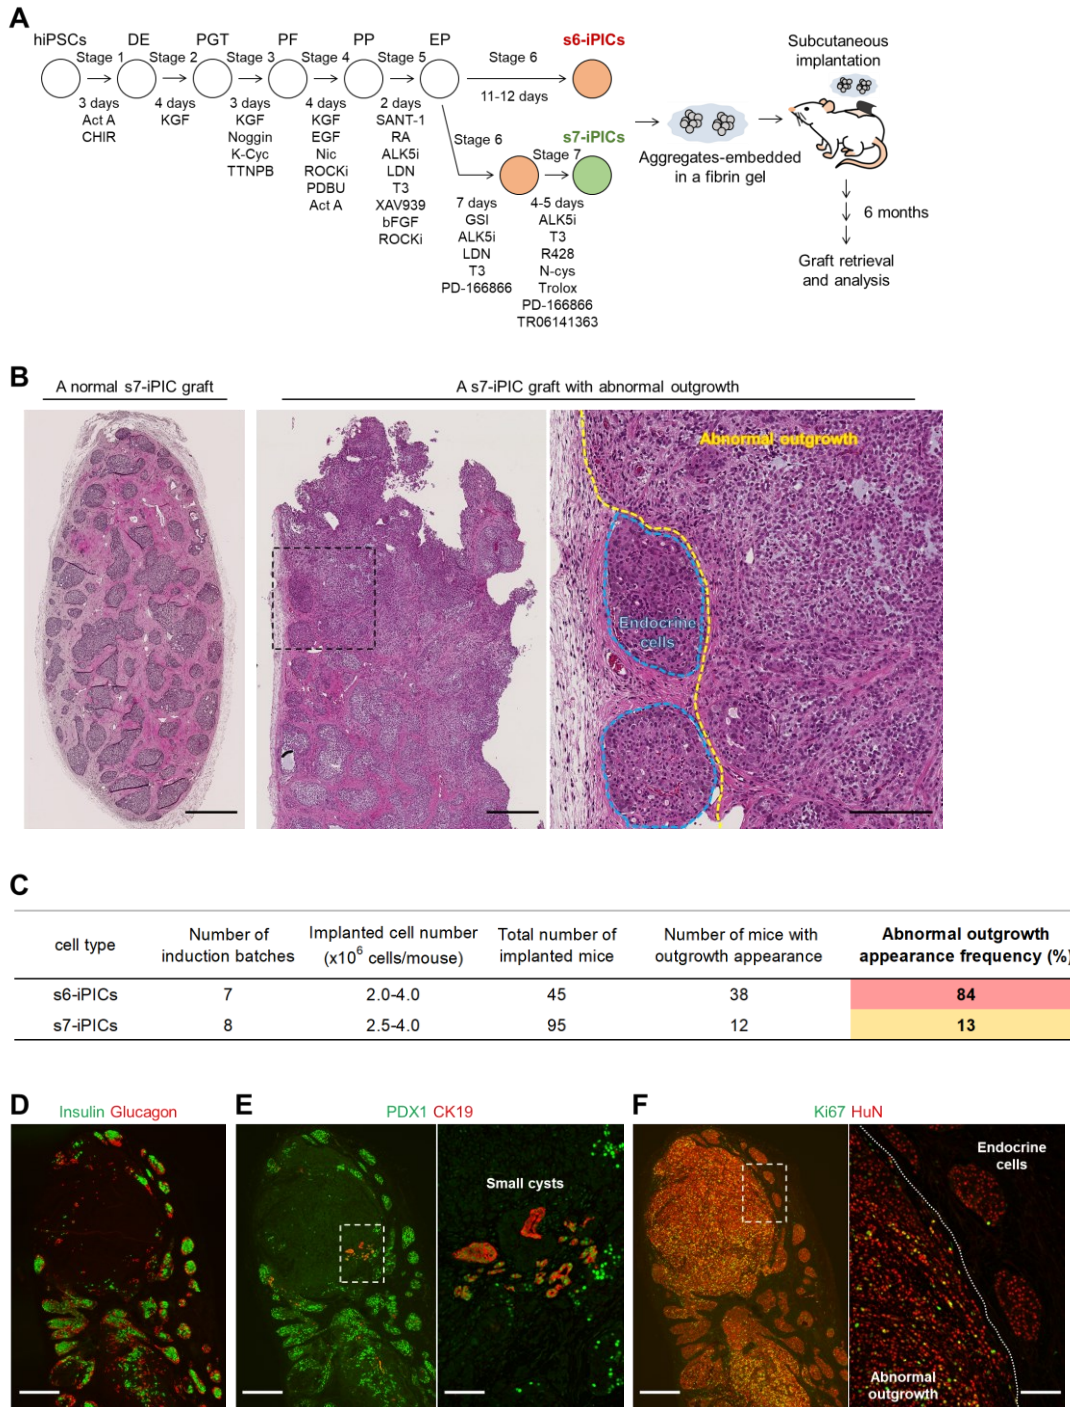 A
hiPSCs
DE
PGT
PF
PP
EP
s6-iPICs
Stage 1
Stage 2
Stage 3
Stage 4
Stage 5
Stage 6
3 days
Act A
CHIR
4 days
KGF
3 days
KGF
Noggin
K-Cyc
TTNPB
4 days
KGF
EGF
Nic
ROCKi
PDBU
Act A
2 days
SANT-1
RA
ALK5i
LDN
T3
XAV939
bFGF
ROCKi
11-12 days
Stage 6
Stage 7
s7-iPICs
7 days
GSI
ALK5i
LDN
T3
PD-166866
4-5 days
ALK5i
T3
R428
N-cys
Trolox
PD-166866
TR06141363
Aggregates-embedded
in a fibrin gel
Subcutaneous
implantation
6 months
Graft retrieval
and analysis
B
A normal s7-iPIC graft
A s7-iPIC graft with abnormal outgrowth
Abnormal outgrowth
Endocrine
cells
C
cell type
Number of
induction batches
Implanted cell number
(x10⁶ cells/mouse)
Total number of
implanted mice
Number of mice with
outgrowth appearance
Abnormal outgrowth
appearance frequency (%)
s6-iPICs 7 2.0-4.0 45 38 84
s7-iPICs 8 2.5-4.0 95 12 13
D
Insulin Glucagon
E
PDX1 CK19
Small cysts
F
Ki67 HuN
Endocrine
cells
Abnormal
outgrowth